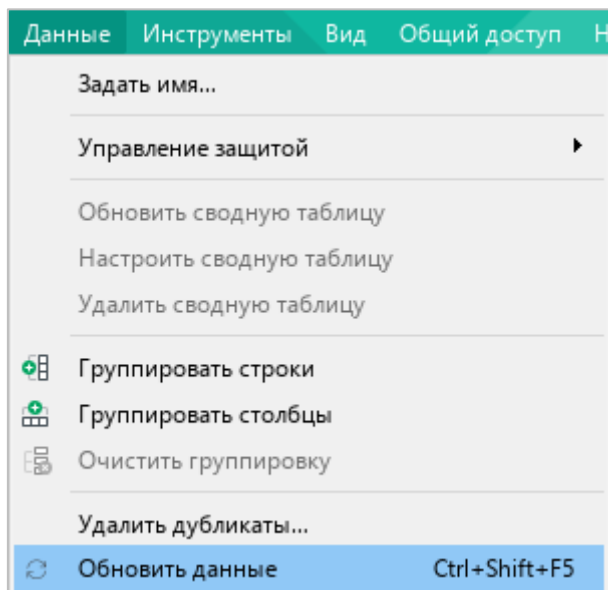 Данные Инструменты Вид Общий доступ
Задать имя...
Управление защитой
Обновить сводную таблицу
Настроить сводную таблицу
Удалить сводную таблицу
Группировать строки
Группировать столбцы
Очистить группировку
Удалить дубликаты...
Обновить данные Ctrl+Shift+F5